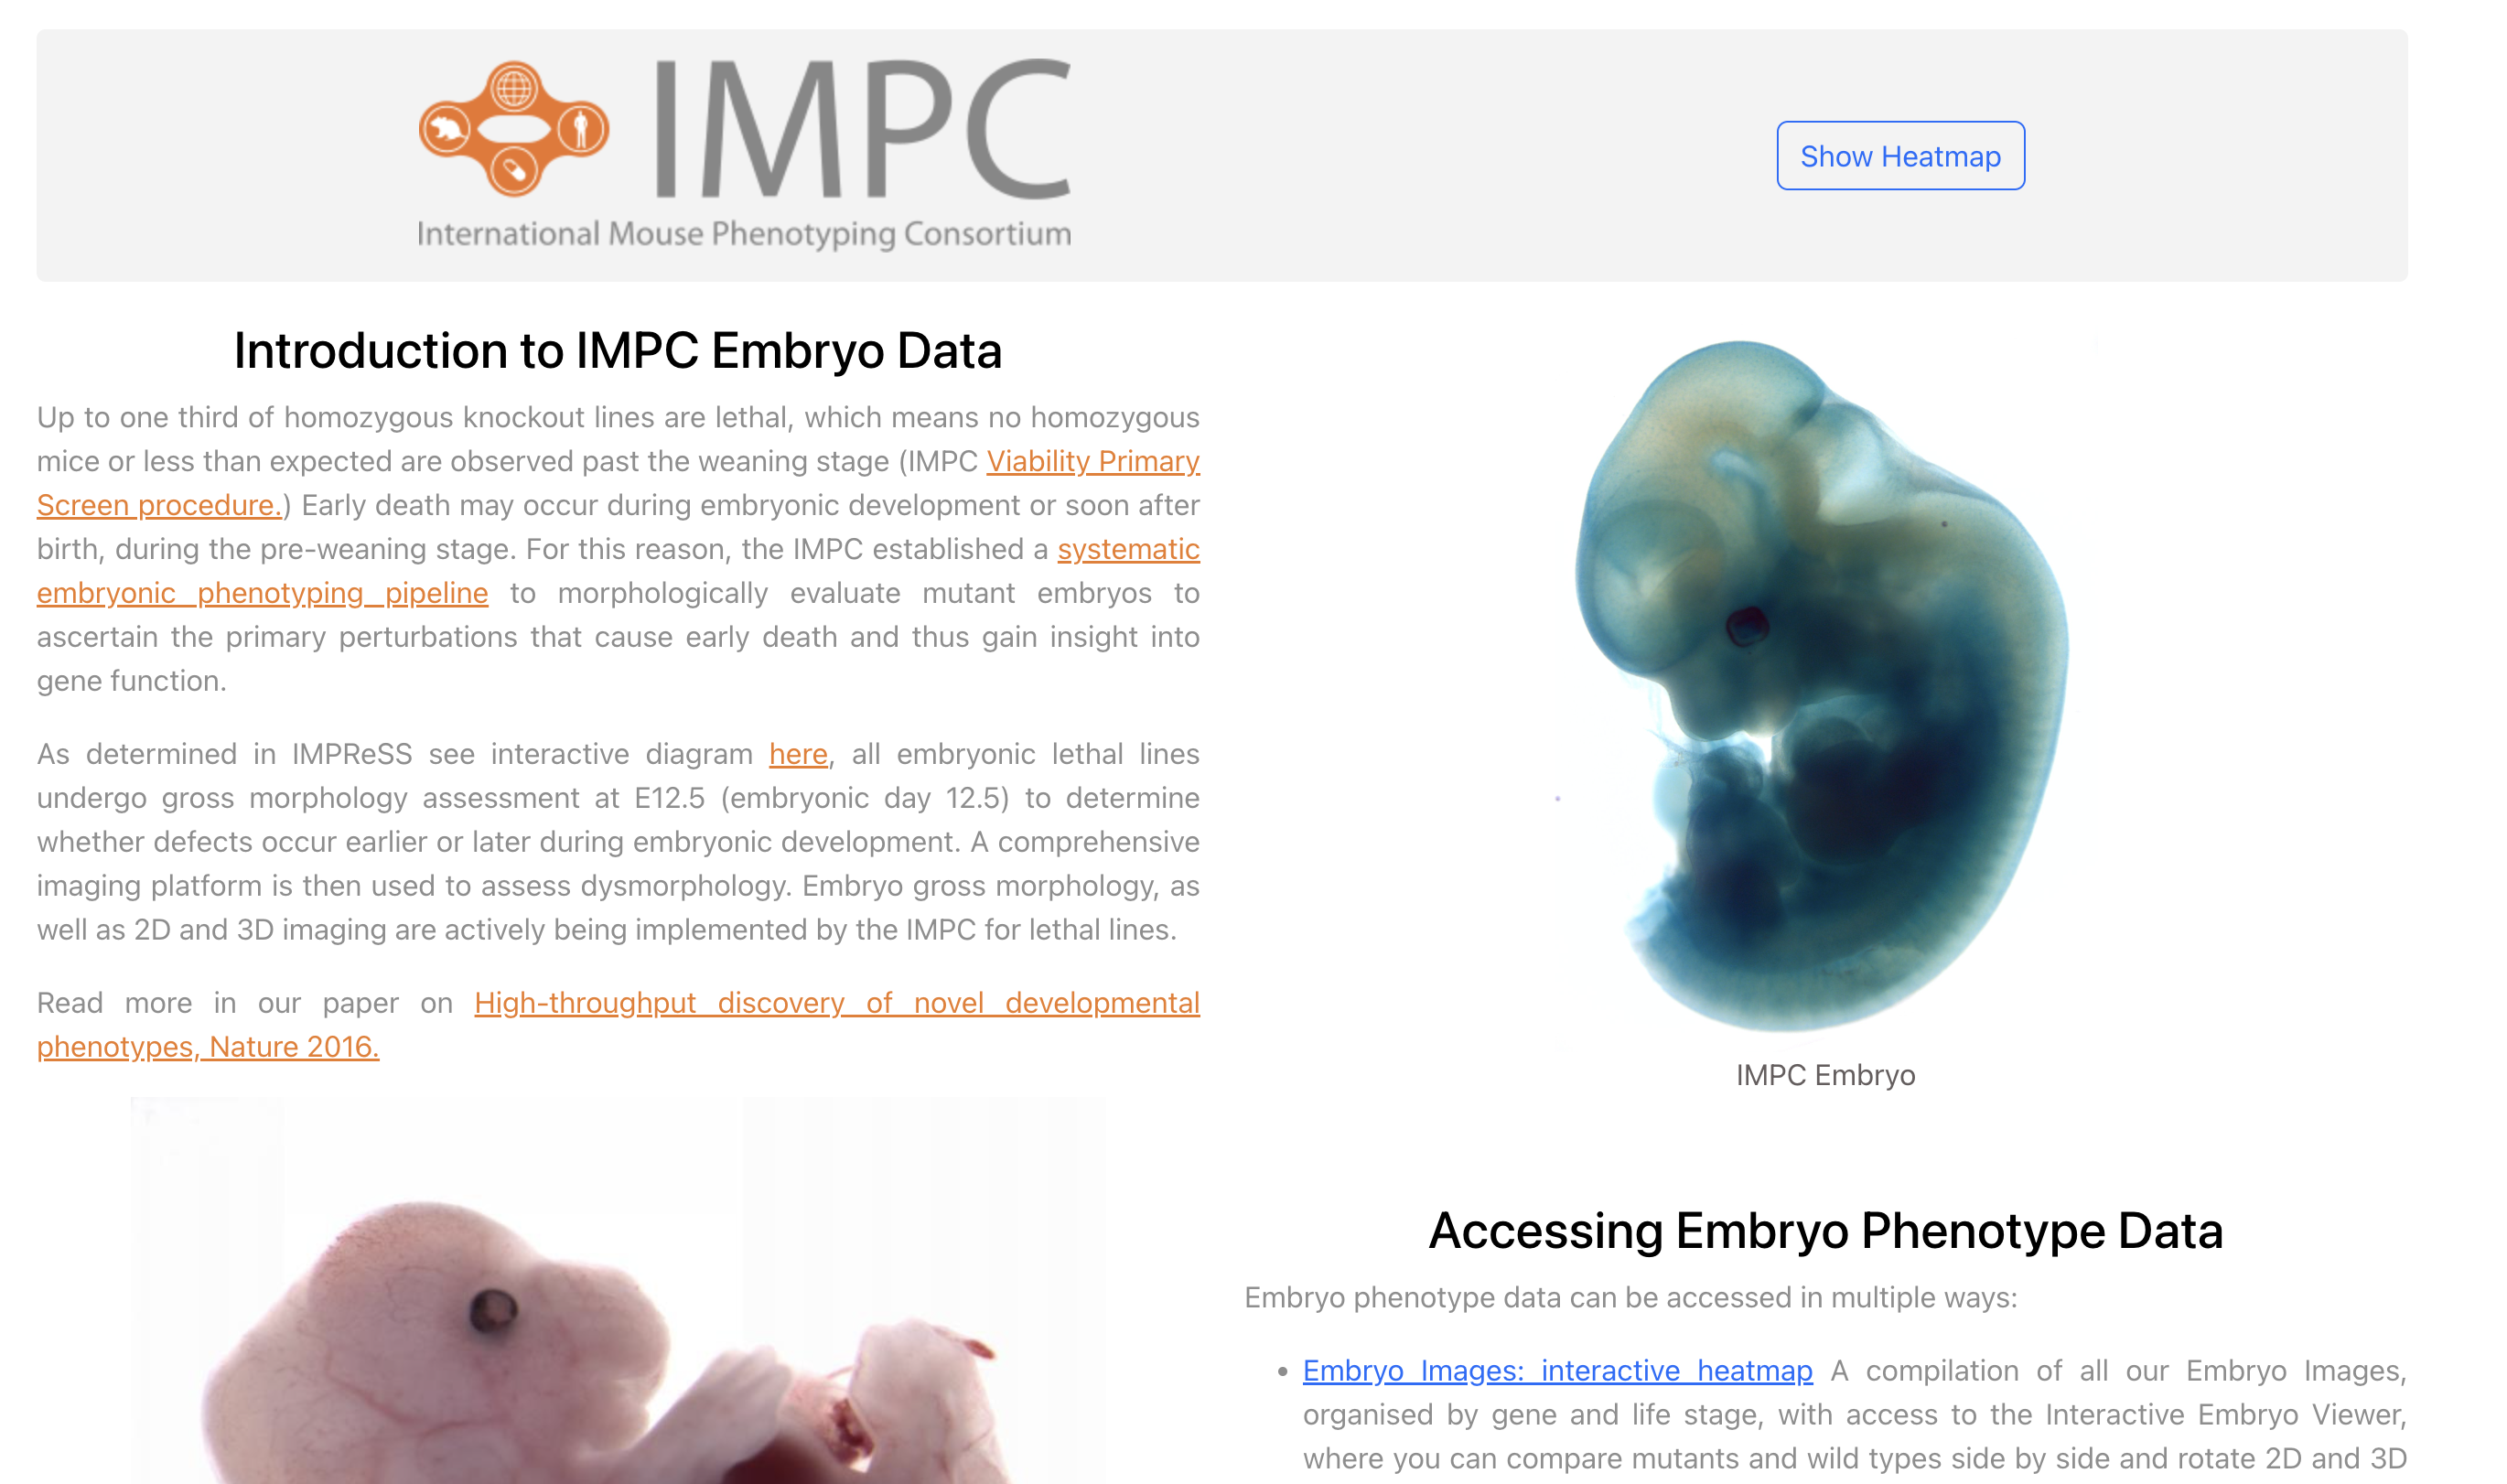 IMPC
International Mouse Phenotyping Consortium
Show Heatmap
Introduction to IMPC Embryo Data
Up to one third of homozygous knockout lines are lethal, which means no homozygous
mice or less than expected are observed past the weaning stage (IMPC Viability Primary
Screen procedure.) Early death may occur during embryonic development or soon after
birth, during the pre-weaning stage. For this reason, the IMPC established a systematic
embryonic phenotyping pipeline to morphologically evaluate mutant embryos to
ascertain the primary perturbations that cause early death and thus gain insight into
gene function.
As determined in IMPReSS see interactive diagram here, all embryonic lethal lines
undergo gross morphology assessment at E12.5 (embryonic day 12.5) to determine
whether defects occur earlier or later during embryonic development. A comprehensive
imaging platform is then used to assess dysmorphology. Embryo gross morphology, as
well as 2D and 3D imaging are actively being implemented by the IMPC for lethal lines.
Read more in our paper on High-throughput discovery of novel developmental
phenotypes, Nature 2016.
IMPC Embryo
Accessing Embryo Phenotype Data
Embryo phenotype data can be accessed in multiple ways:
• Embryo Images: interactive heatmap A compilation of all our Embryo Images,
organised by gene and life stage, with access to the Interactive Embryo Viewer,
where you can compare mutants and wild types side by side and rotate 2D and 3D